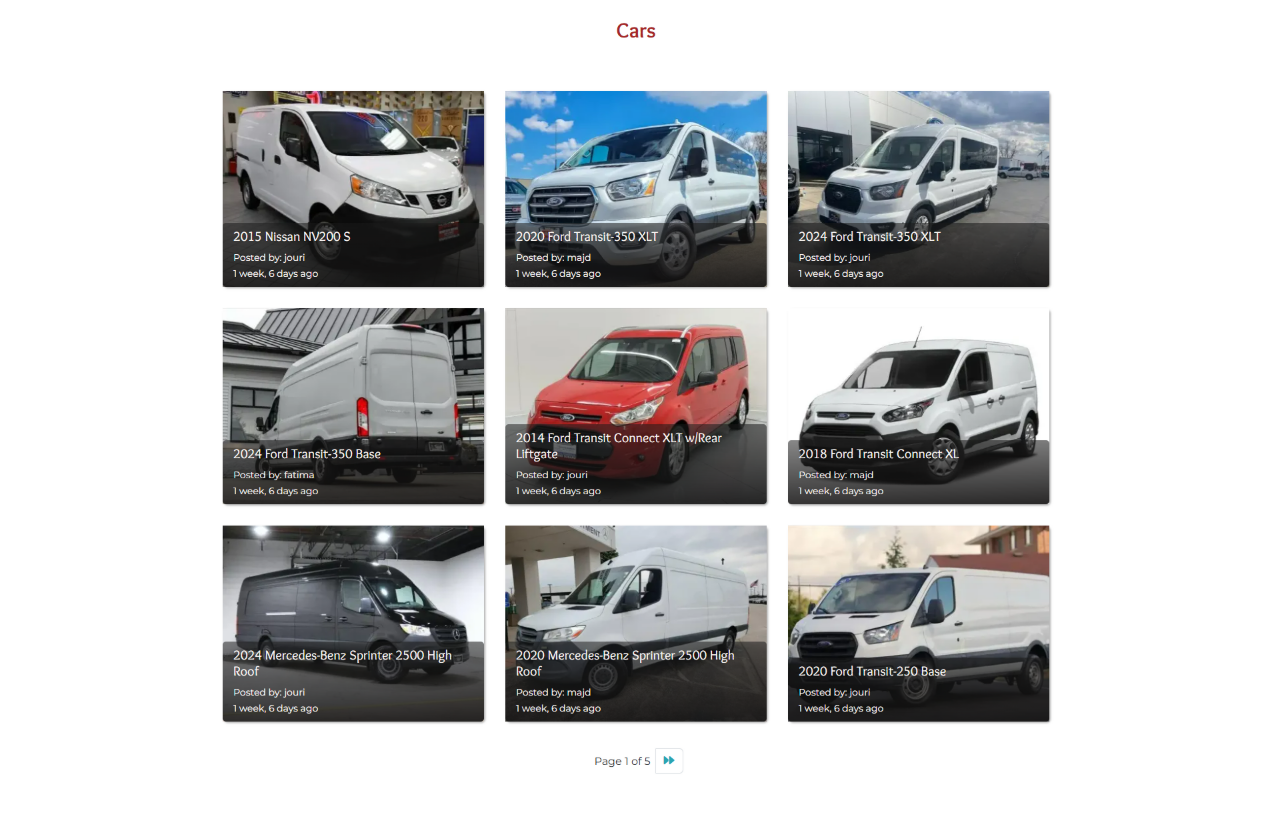 Cars
2015 Nissan NV200 S
Posted by: jouri
1 week, 6 days ago
2020 Ford Transit-350 XLT
Posted by: majd
1 week, 6 days ago
2024 Ford Transit-350 XLT
Posted by: jouri
1 week, 6 days ago
2024 Ford Transit-350 Base
Posted by: fatima
1 week, 6 days ago
2014 Ford Transit Connect XLT w/Rear
Liftgate
Posted by: jouri
1 week, 6 days ago
2018 Ford Transit Connect XL
Posted by: majd
1 week, 6 days ago
2024 Mercedes-Benz Sprinter 2500 High
Roof
Posted by: jouri
1 week, 6 days ago
2020 Mercedes-Benz Sprinter 2500 High
Roof
Posted by: majd
1 week, 6 days ago
2020 Ford Transit-250 Base
Posted by: jouri
1 week, 6 days ago
Page 1 of 5